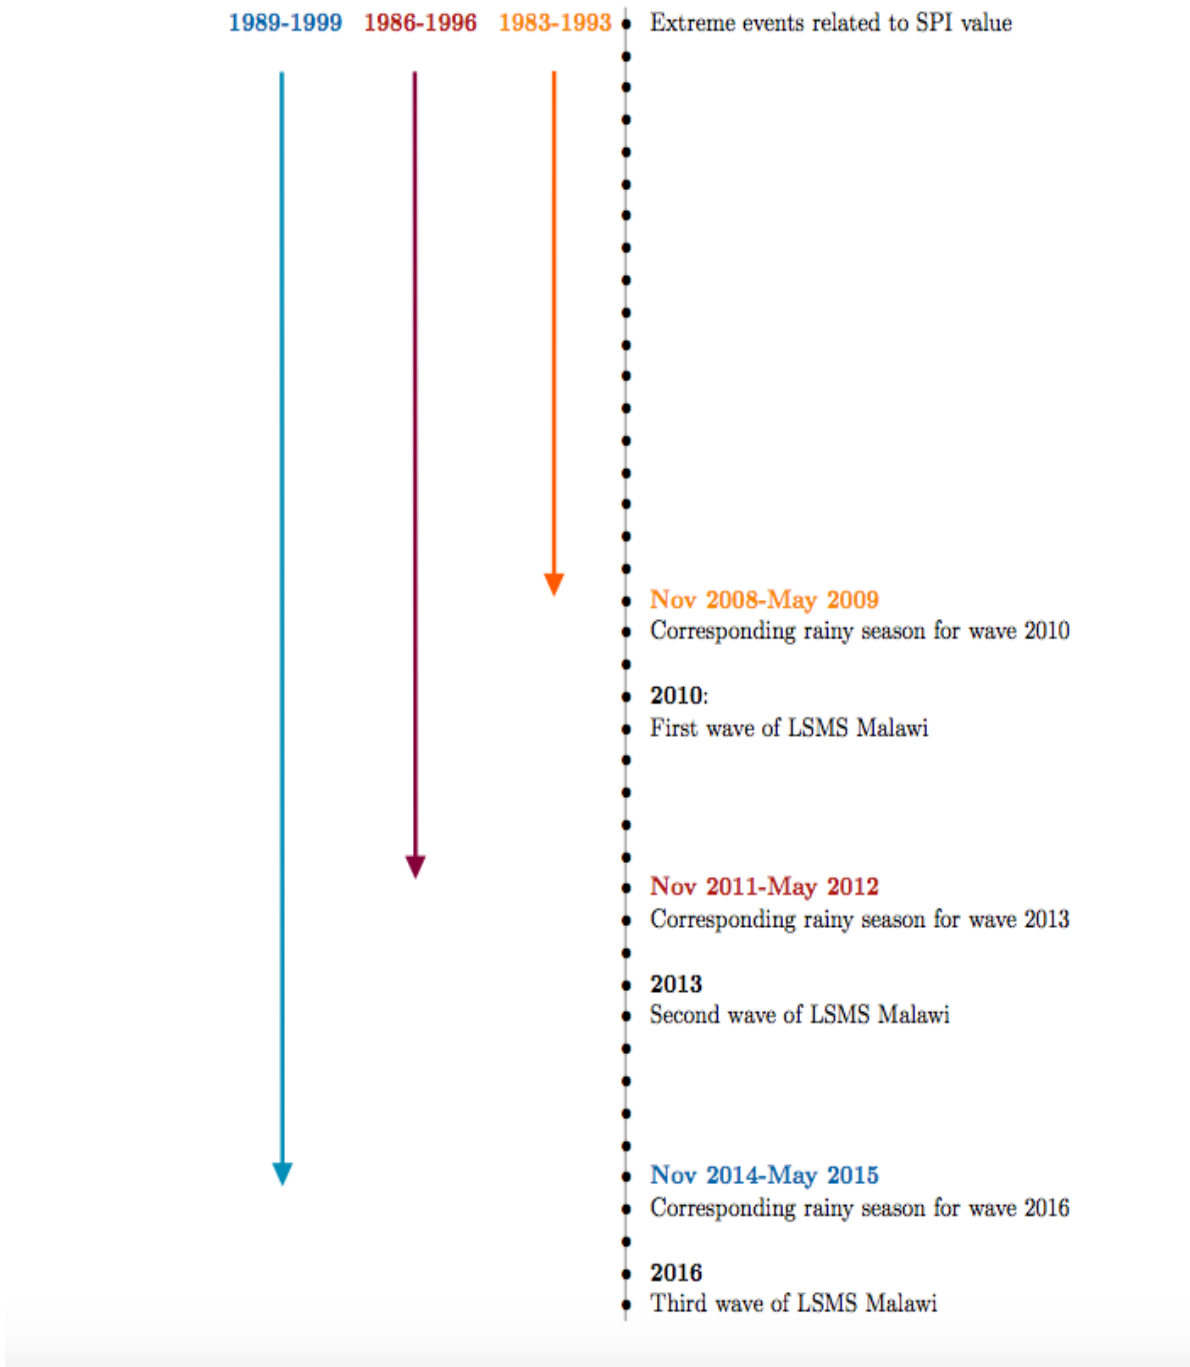 1989-1999 1986-1996 1983-1993 Extreme events related to SPI value
Nov 2008-May 2009
Corresponding rainy season for wave 2010
2010:
First wave of LSMS Malawi
Nov 2011-May 2012
Corresponding rainy season for wave 2013
2013
Second wave of LSMS Malawi
Nov 2014-May 2015
Corresponding rainy season for wave 2016
2016
Third wave of LSMS Malawi